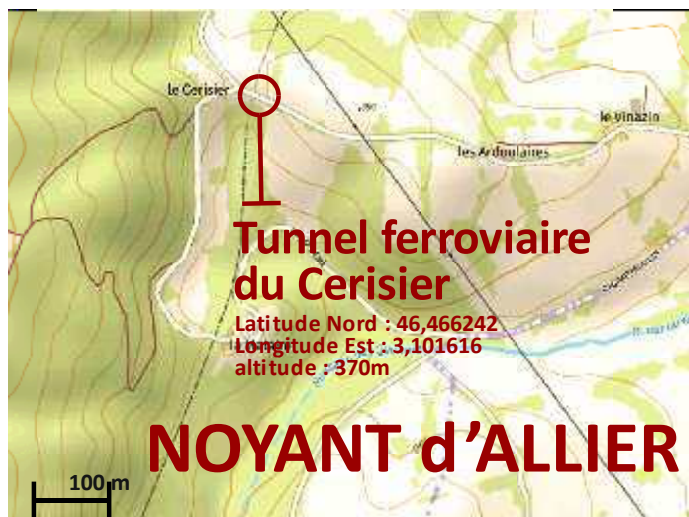 le Cerisier
le Vinazin
les Ardoulaires
Tunnel ferroviaire
du Cerisier
Latitude Nord : 46,466242
Longitude Est : 3,101616
altitude : 370m
NOYANT d’ALLIER
100 m